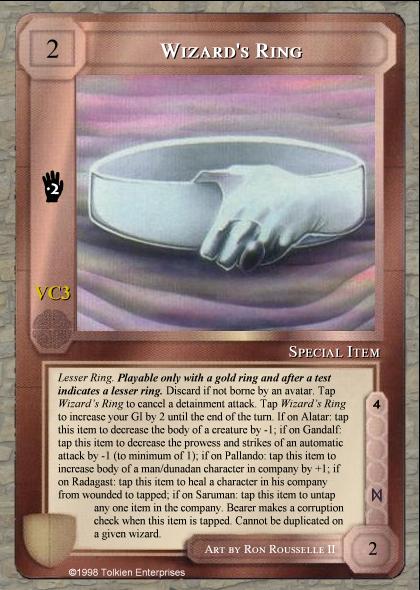 2
WIZARD'S RING
2
VC3
SPECIAL ITEM
Lesser Ring. Playable only with a gold ring and after a test
indicates a lesser ring. Discard if not borne by an avatar. Tap
Wizard's Ring to cancel a detainment attack. Tap Wizard's Ring
to increase your GI by 2 until the end of the turn. If on Alatar: tap
this item to decrease the body of a creature by -1; if on Gandalf:
tap this item to decrease the prowess and strikes of an automatic
attack by -1 (to minimum of 1); if on Pallando: tap this item to
increase body of a man/dunadan character in company by +1; if
on Radagast: tap this item to heal a character in his company
from wounded to tapped; if on Saruman: tap this item to untap
any one item in the company. Bearer makes a corruption
check when this item is tapped. Cannot be duplicated on
a given wizard.
4
ART BY RON ROUSSELLE II
2
©1998 Tolkien Enterprises